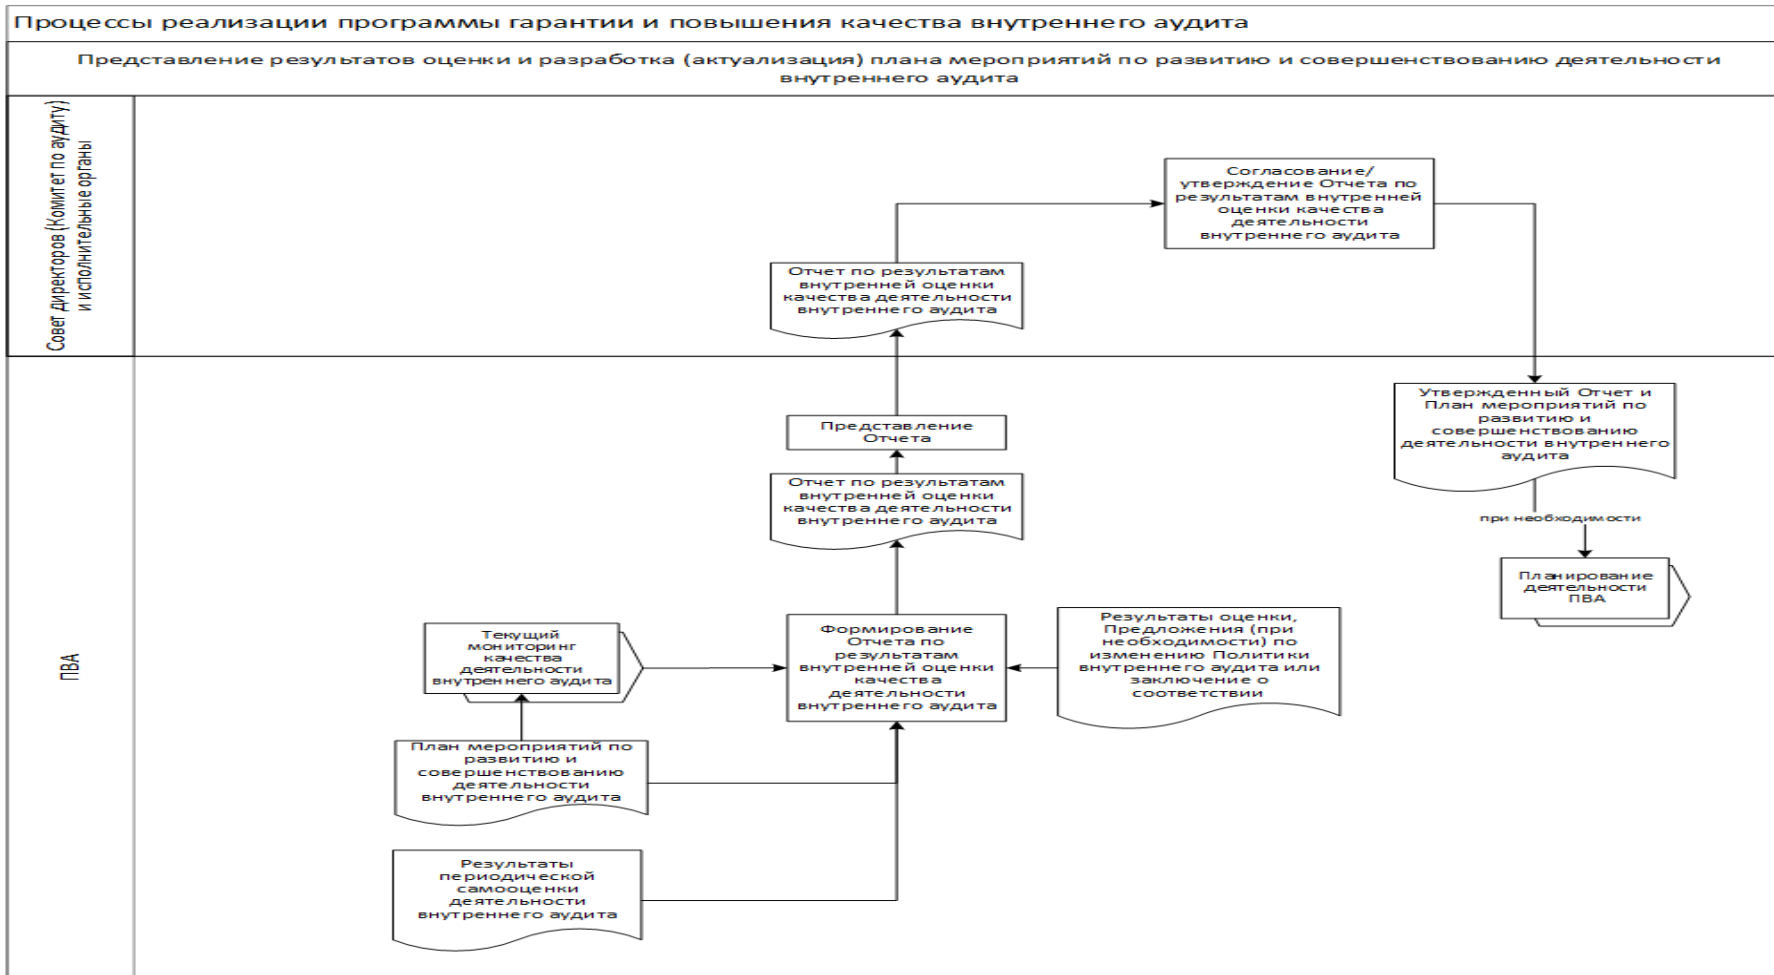 Процессы реализации программы гарантии и повышения качества внутреннего аудита
Представление результатов оценки и разработка (актуализация) плана мероприятий по развитию и совершенствованию деятельности
внутреннего аудита
Совет директоров (Комитет по аудиту)
и исполнительные органы
Согласование/
утверждение Отчета по
результатам внутренней
оценки качества
деятельности
внутреннего аудита
Отчет по результатам
внутренней оценки
качества деятельности
внутреннего аудита
ПВА
Представление
Отчета
Утвержденный Отчет и
План мероприятий по
развитию и
совершенствованию
деятельности внутреннего
аудита
Отчет по результатам
внутренней оценки
качества деятельности
внутреннего аудита
при необходимости
Планирование
деятельности
ПВА
Текущий
мониторинг
качества
деятельности
внутреннего аудита
Формирование
Отчета по
результатам
внутренней оценки
качества
деятельности
внутреннего аудита
Результаты оценки,
Предложения (при
необходимости) по
изменению Политики
внутреннего аудита или
заключение о
соответствии
План мероприятий по
развитию и
совершенствованию
деятельности
внутреннего аудита
Результаты
периодической
самооценки
деятельности
внутреннего аудита